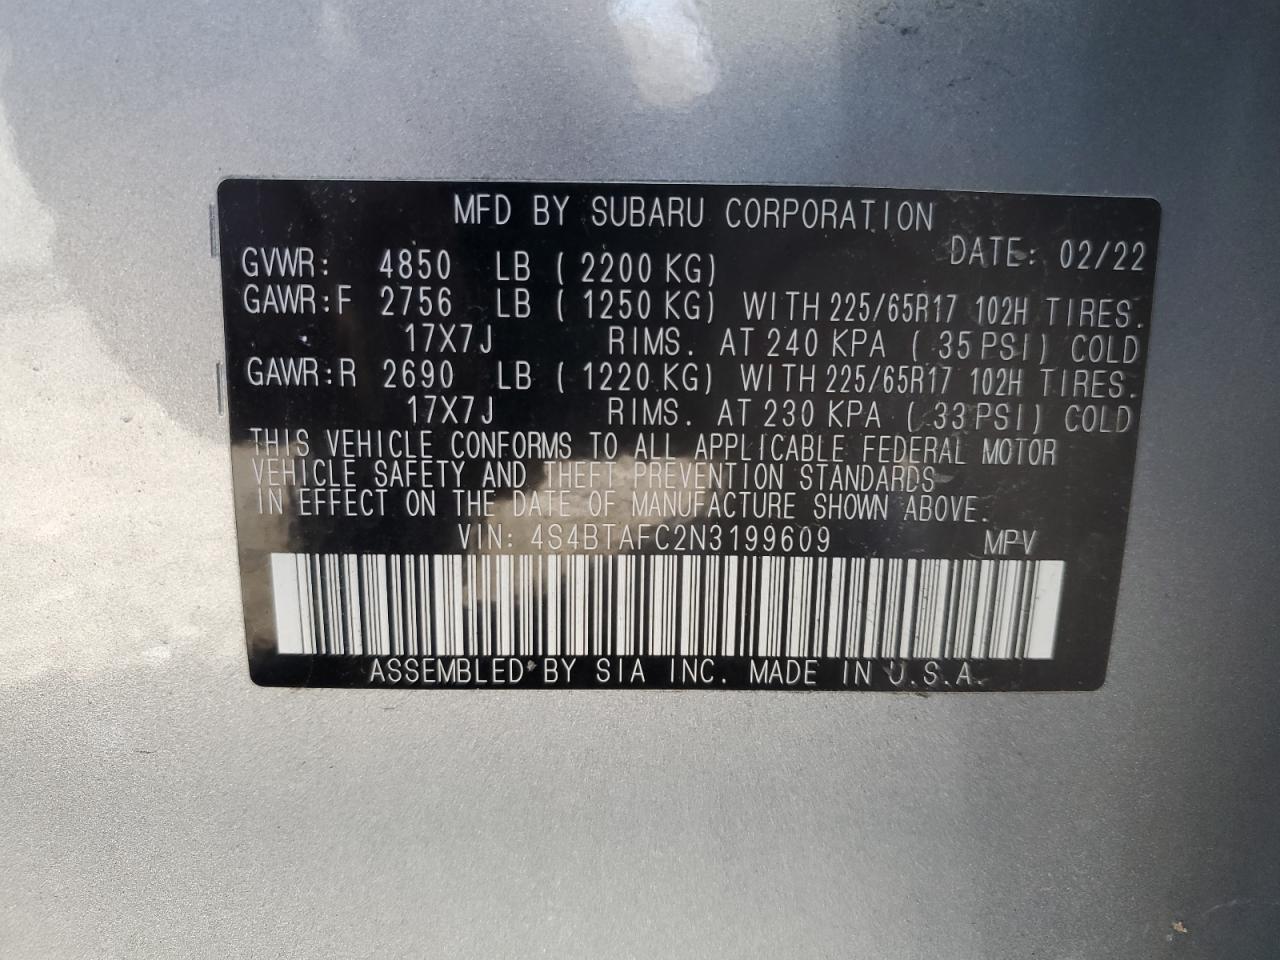 MFD BY SUBARU CORPORATION
DATE: 02/22
GVWR: 4850 LB ( 2200 KG)
GAWR:F 2756 LB ( 1250 KG) WITH 225/65R17 102H TIRES.
17X7J RIMS. AT 240 KPA ( 35 PSI) COLD
GAWR:R 2690 LB ( 1220 KG) WITH 225/65R17 102H TIRES.
17X7J RIMS. AT 230 KPA ( 33 PSI) COLD
THIS VEHICLE CONFORMS TO ALL APPLICABLE FEDERAL MOTOR
VEHICLE SAFETY AND THEFT PREVENTION STANDARDS
IN EFFECT ON THE DATE OF MANUFACTURE SHOWN ABOVE.
VIN: 4S4BTAFC2N3199609 MPV
ASSEMBLED BY SIA INC. MADE IN U.S.A.